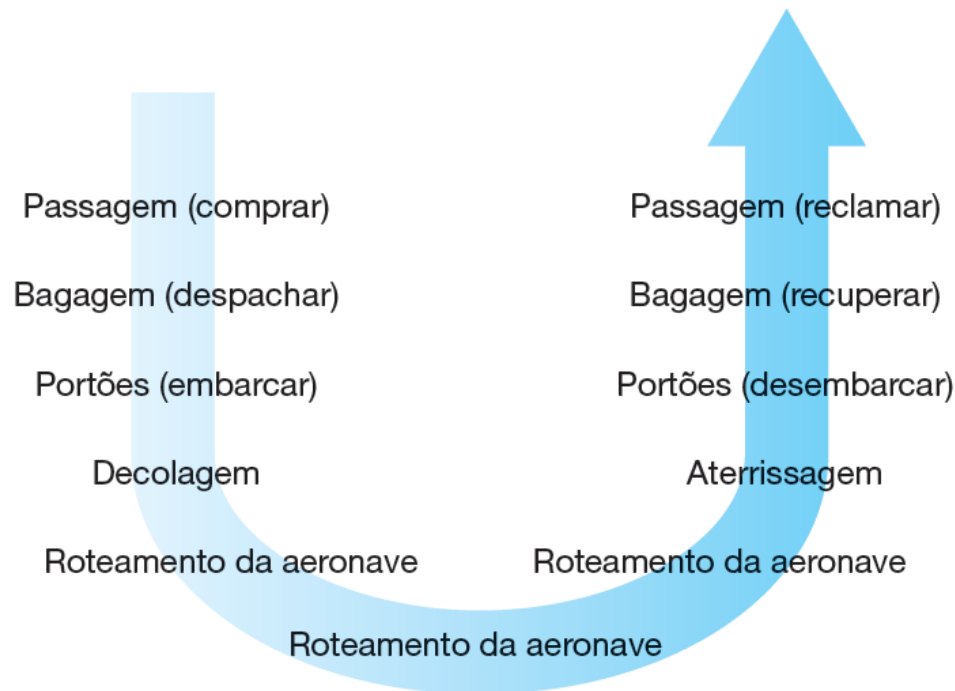 Passagem (comprar)
Bagagem (despachar)
Portões (embarcar)
Decolagem
Roteamento da aeronave
Roteamento da aeronave
Roteamento da aeronave
Aterrissagem
Portões (desembarcar)
Bagagem (recuperar)
Passagem (reclamar)